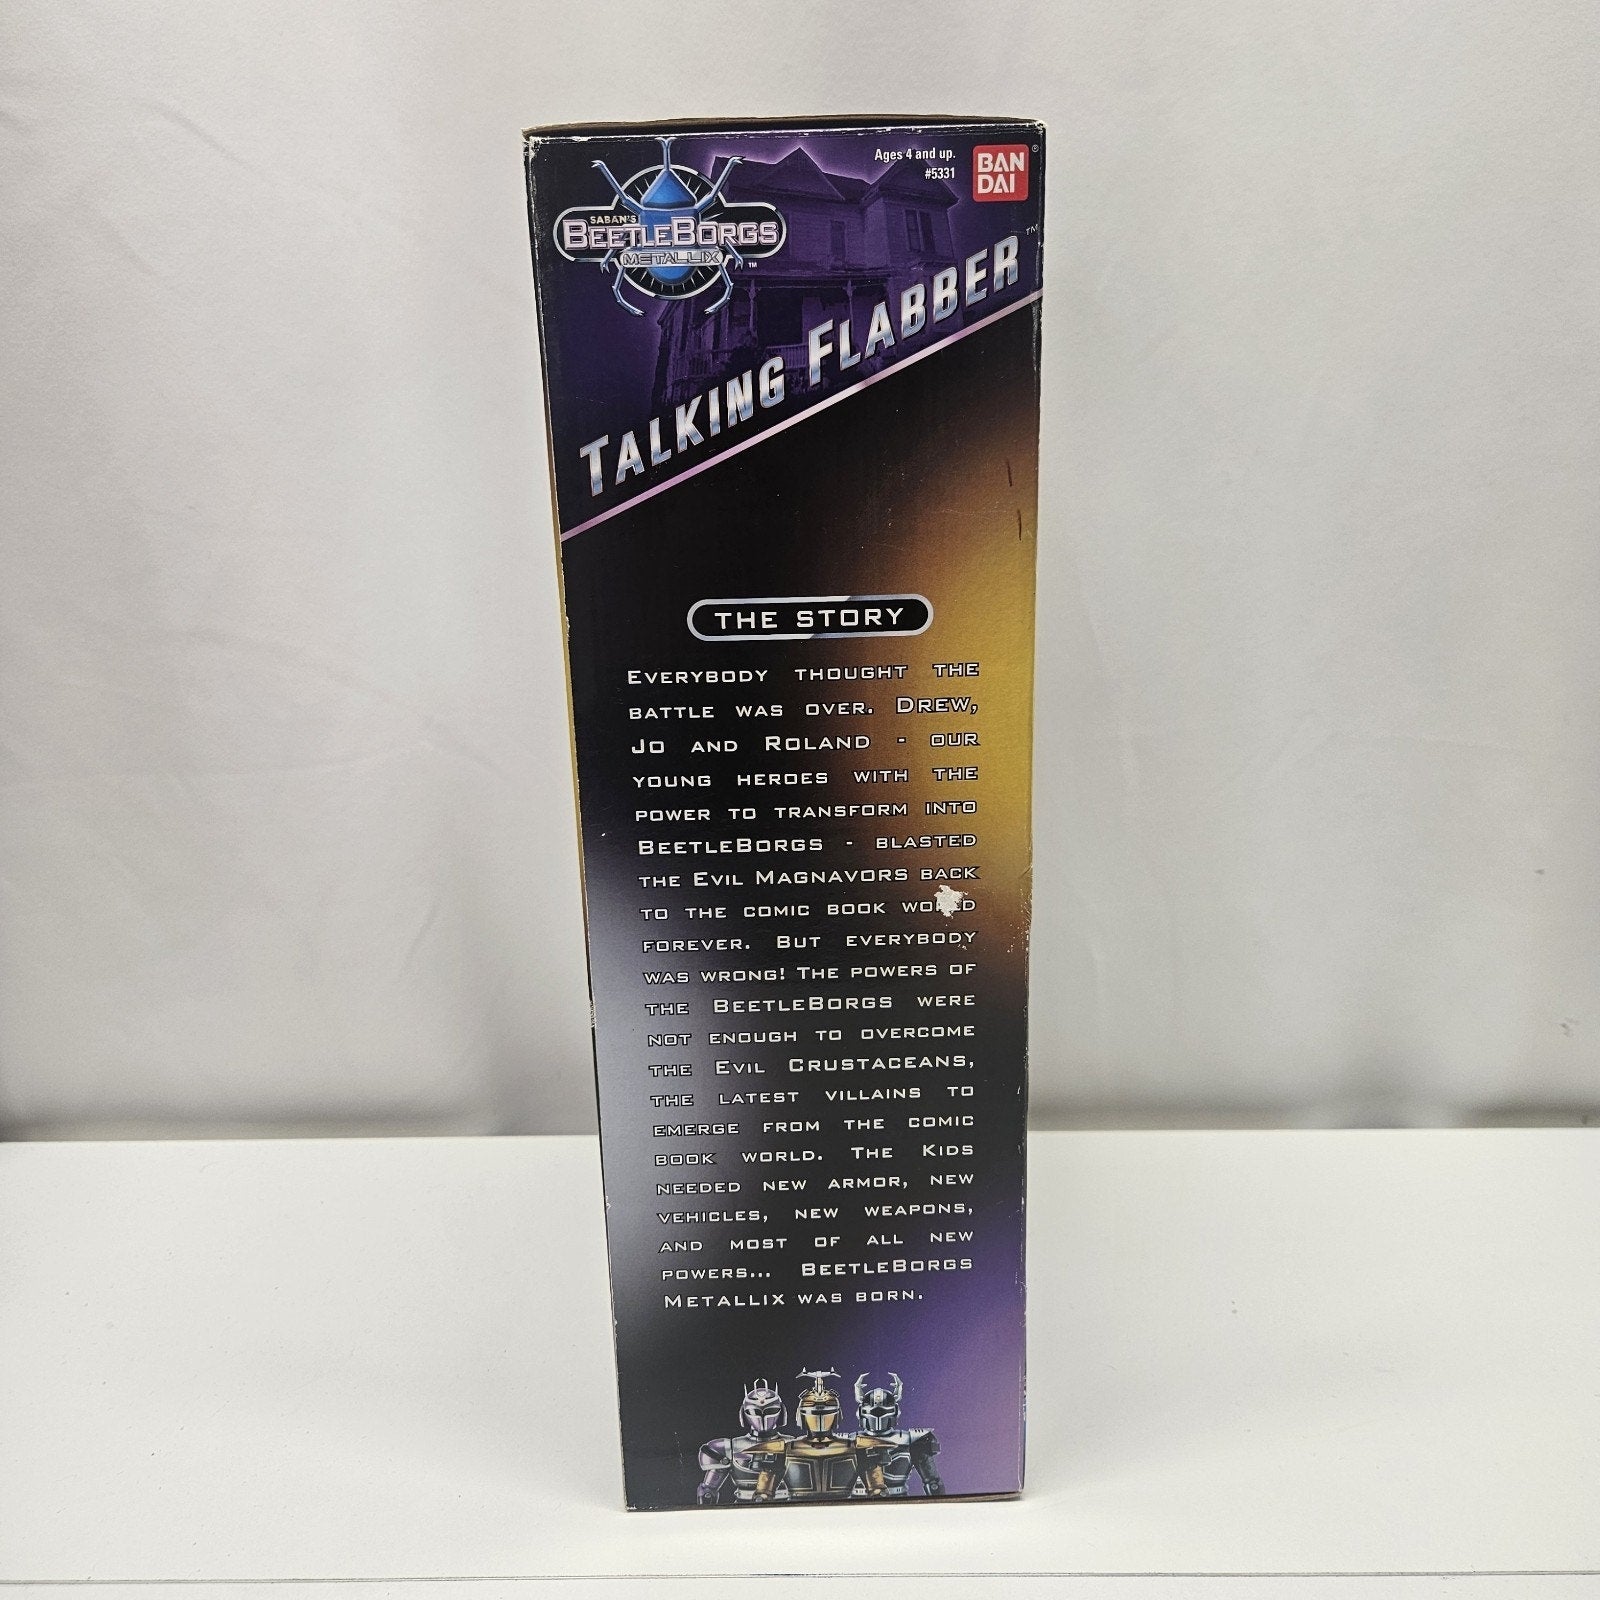 Ages 4 and up.
#5331
BAN
DAI
®
SABAN'S
BEETLEBORGS
METALLIX
™
TALKING FLABBER™
THE STORY
EVERYBODY THOUGHT THE
BATTLE WAS OVER. DREW,
JO AND ROLAND - OUR
YOUNG HEROES WITH THE
POWER TO TRANSFORM INTO
BEETLEBORGS - BLASTED
THE EVIL MAGNAVORS BACK
TO THE COMIC BOOK WORLD
FOREVER. BUT EVERYBODY
WAS WRONG! THE POWERS OF
THE BEETLEBORGS WERE
NOT ENOUGH TO OVERCOME
THE EVIL CRUSTACEANS,
THE LATEST VILLAINS TO
EMERGE FROM THE COMIC
BOOK WORLD. THE KIDS
NEEDED NEW ARMOR, NEW
VEHICLES, NEW WEAPONS,
AND MOST OF ALL NEW
POWERS... BEETLEBORGS
METALLIX WAS BORN.